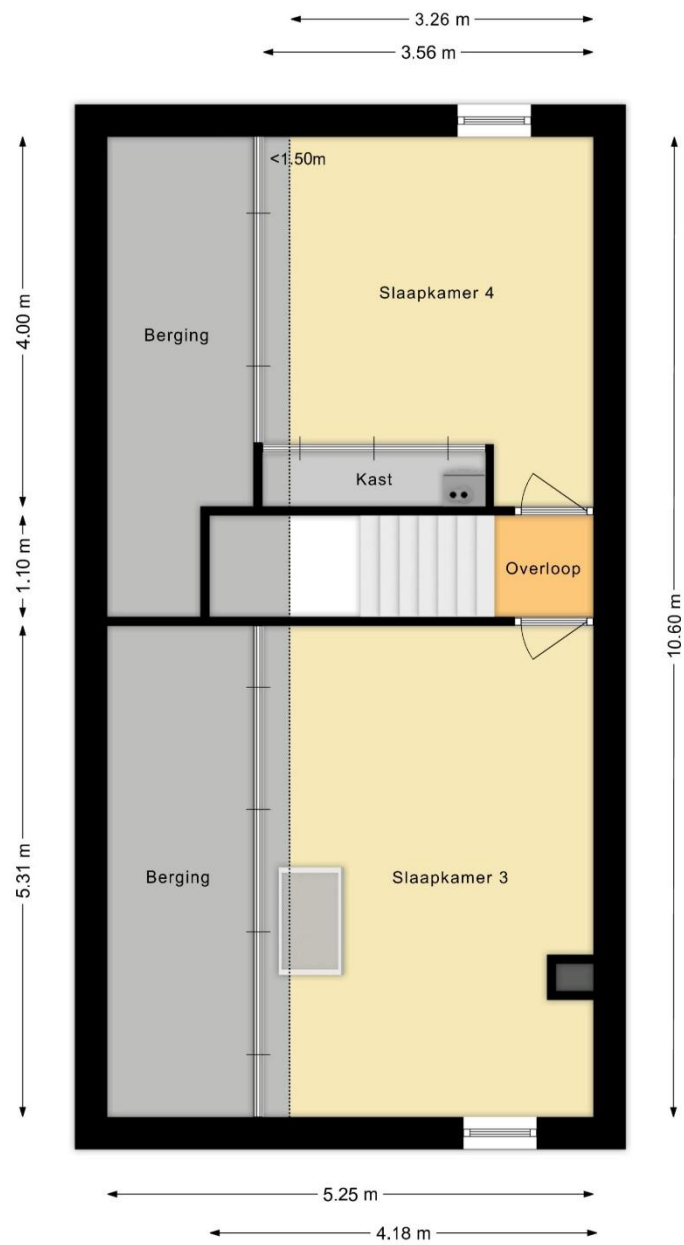 3.26 m
3.56 m
<1.50m
Slaapkamer 4
4.00 m
Berging
Kast
1.10 m
Overloop
10.60 m
5.31 m
Berging
Slaapkamer 3
5.25 m
4.18 m